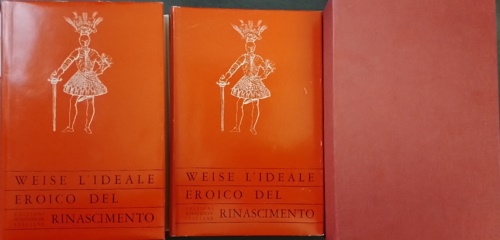 WEISE L'IDEALE
EROICO DEL
RINASCIMENTO
WEISE L'IDEALE
EROICO DEL
RINASCIMENTO